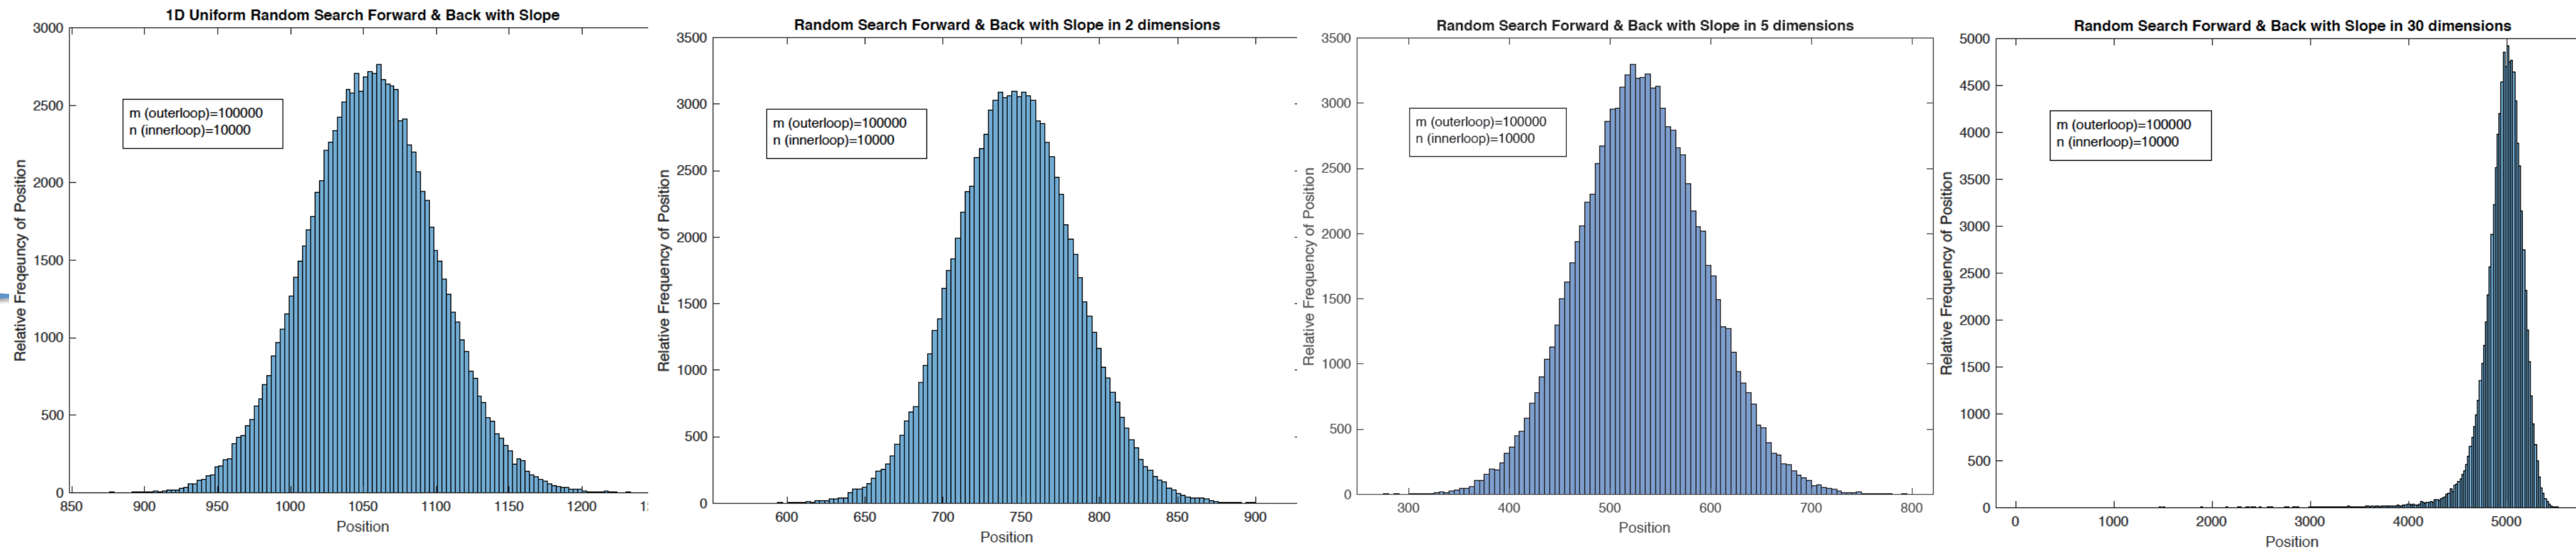 1D Uniform Random Search Forward & Back with Slope
3000
2500
2000
1500
1000
500
0
m (outerloop)=100000
n (innerloop)=10000
Relative Freqeuncy of Position
850 900 950 1000 1050 1100 1150 1200
Position
Random Search Forward & Back with Slope in 2 dimensions
3500
3000
2500
2000
1500
1000
500
0
m (outerloop)=100000
n (innerloop)=10000
Relative Frequency of Position
600 650 700 750 800 850 900
Position
Random Search Forward & Back with Slope in 5 dimensions
3500
3000
2500
2000
1500
1000
500
0
m (outerloop)=100000
n (innerloop)=10000
Relative Frequency of Position
300 400 500 600 700 800
Position
Random Search Forward & Back with Slope in 30 dimensions
5000
4500
4000
3500
3000
2500
2000
1500
1000
500
0
m (outerloop)=100000
n (innerloop)=10000
Relative Frequency of Position
0 1000 2000 3000 4000 5000
Position